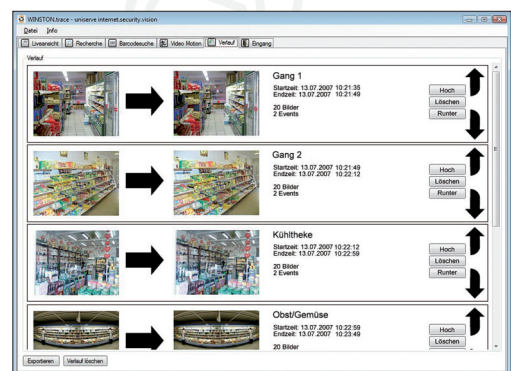 WINSTON.trace - uniserve internet.security.vision
Datei Info
Liveansicht Recherche Barcodesuche Video Motion Verlauf Eingang
Verlauf
Gang 1
Startzeit: 13.07.2007 10:21:35
Endzeit: 13.07.2007 10:21:49
20 Bilder
2 Events
Hoch
Löschen
Runter
Gang 2
Startzeit: 13.07.2007 10:21:49
Endzeit: 13.07.2007 10:22:12
20 Bilder
2 Events
Hoch
Löschen
Runter
Kühltheke
Startzeit: 13.07.2007 10:22:12
Endzeit: 13.07.2007 10:22:59
20 Bilder
2 Events
Hoch
Löschen
Runter
Obst/Gemüse
Startzeit: 13.07.2007 10:22:59
Endzeit: 13.07.2007 10:23:49
20 Bilder
Hoch
Löschen
Exportieren Verlauf löschen